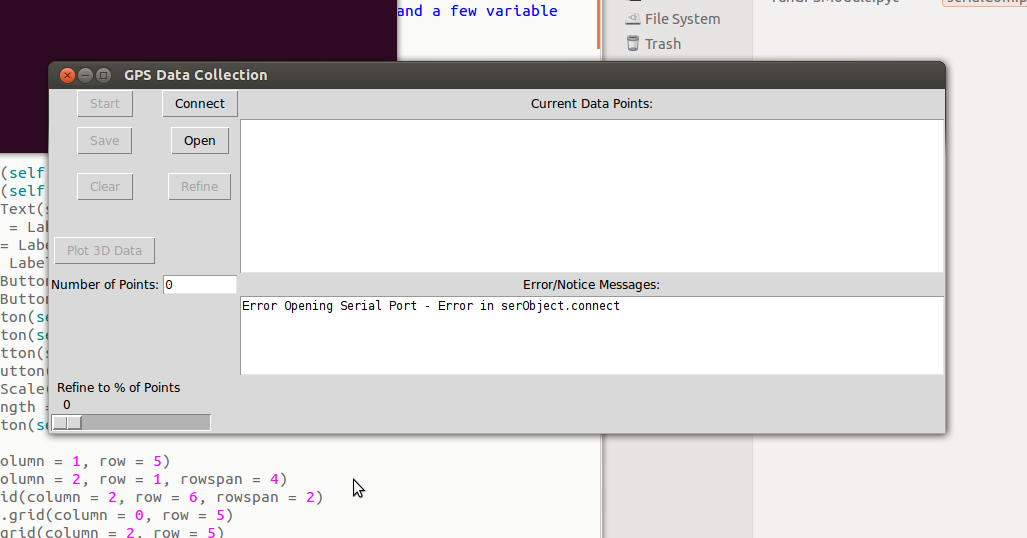 and a few variable
File System
Trash
GPS Data Collection
Start
Connect
Current Data Points:
Save
Open
Clear
Refine
Plot 3D Data
Number of Points: 0
Error/Notice Messages:
Error Opening Serial Port - Error in serObject.connect
Refine to % of Points
0
(self
(self
Text(s
= Lab
= Labe
Label
Button
Button
ton(se
ton(se
tton(s
utton(
Scale(
ngth =
ton(se
olumn = 1, row = 5)
olumn = 2, row = 1, rowspan = 4)
id(column = 2, row = 6, rowspan = 2)
.grid(column = 0, row = 5)
grid(column = 2, row = 5)